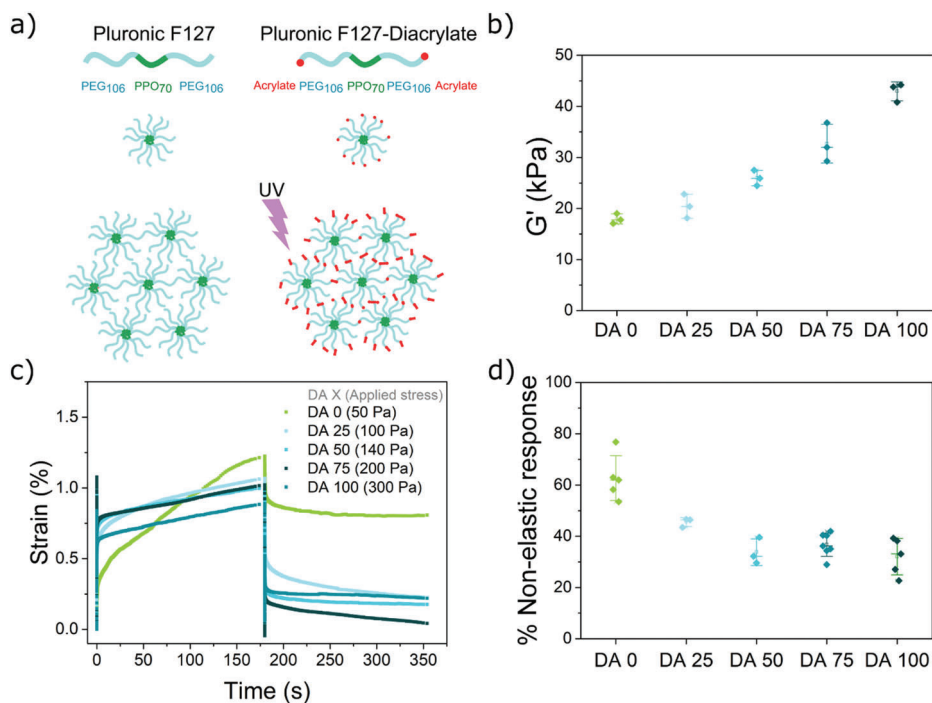 a)
Pluronic F127
Pluronic F127-Diacrylate
PEG106 PPO70 PEG106
Acrylate PEG106 PPO70 PEG106 Acrylate
UV
b)
G' (kPa)
50
40
30
20
10
0
DA 0 DA 25 DA 50 DA 75 DA 100
c)
Strain (%)
1.5
1.0
0.5
0.0
DA X (Applied stress)
DA 0 (50 Pa)
DA 25 (100 Pa)
DA 50 (140 Pa)
DA 75 (200 Pa)
DA 100 (300 Pa)
0 50 100 150 200 250 300 350
Time (s)
d)
% Non-elastic response
100
80
60
40
20
0
DA 0 DA 25 DA 50 DA 75 DA 100